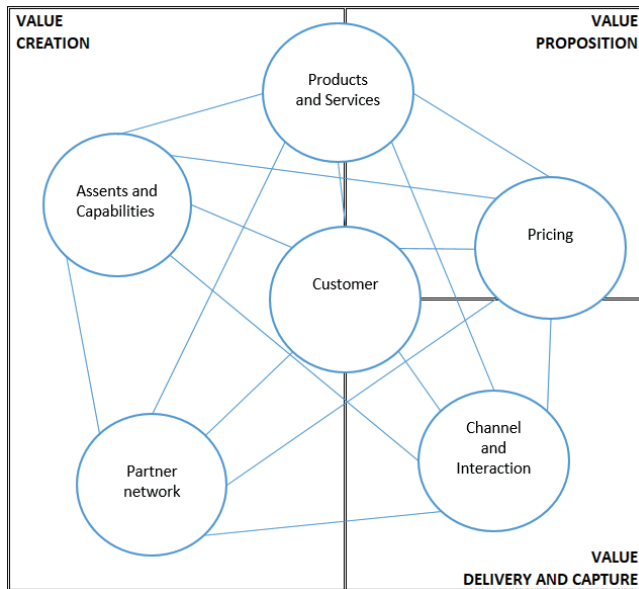 VALUE
CREATION
VALUE
PROPOSITION
Products
and Services
Assents and
Capabilities
Pricing
Customer
Channel
and
Interaction
Partner
network
VALUE
DELIVERY AND CAPTURE